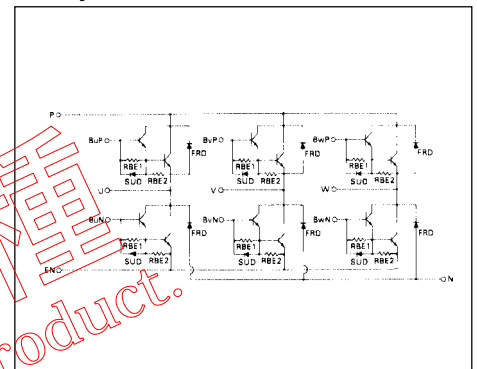 P
BuP BvP BwP
FRD FRD FRD
RBE1 RBE1 RBE1
SUD RBE2 SUD RBE2 SUD RBE2
U V W
BuN BvN BwN
FRD FRD FRD
RBE1 RBE1 RBE1
SUD RBE2 SUD RBE2 SUD RBE2
EN N
roduct.